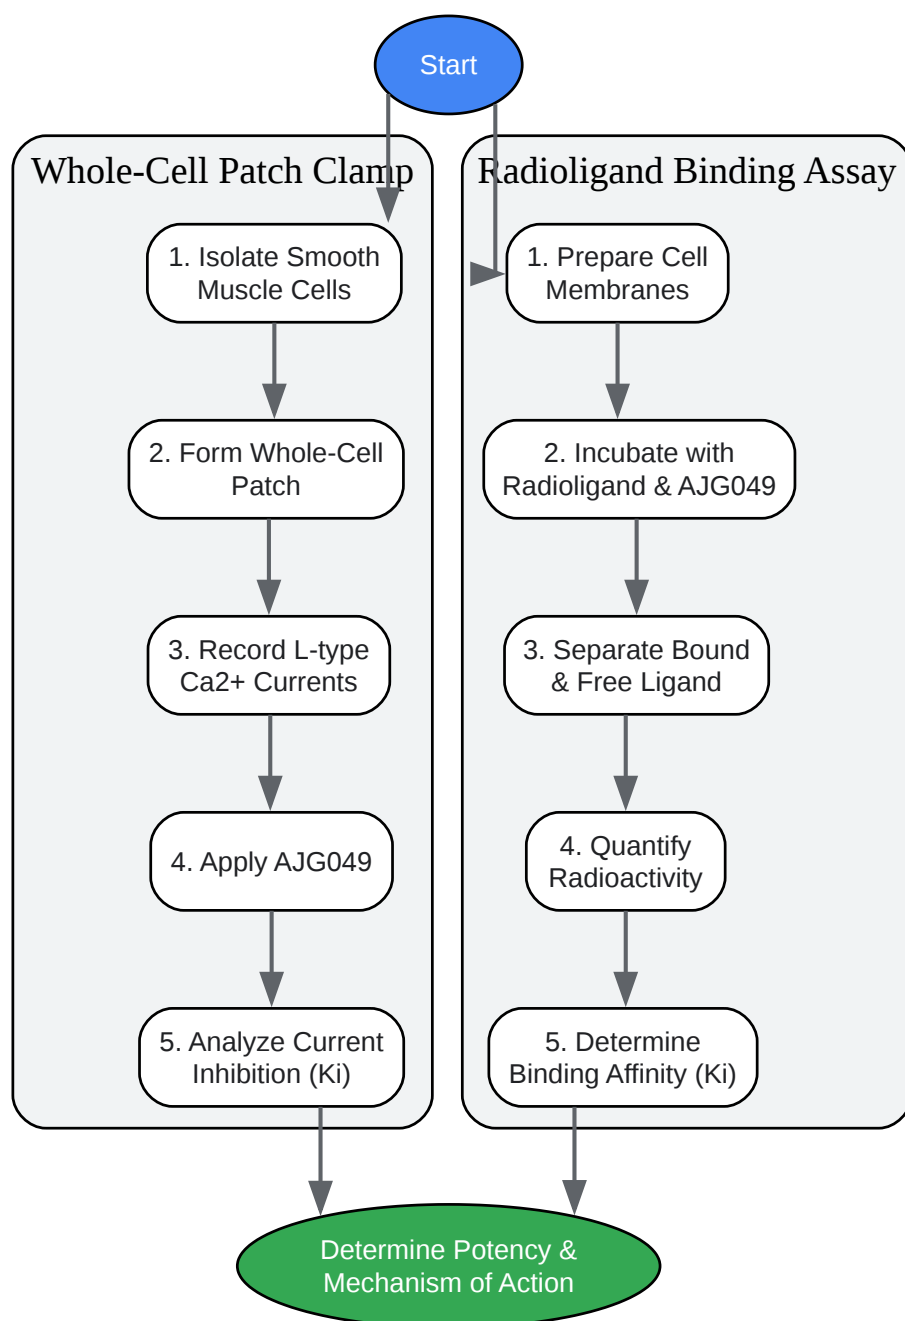 Start
Whole-Cell Patch Clamp
1. Isolate Smooth
Muscle Cells
2. Form Whole-Cell
Patch
3. Record L-type
Ca2+ Currents
4. Apply AJG049
5. Analyze Current
Inhibition (Ki)
Radioligand Binding Assay
1. Prepare Cell
Membranes
2. Incubate with
Radioligand & AJG049
3. Separate Bound
& Free Ligand
4. Quantify
Radioactivity
5. Determine
Binding Affinity (Ki)
Determine Potency &
Mechanism of Action